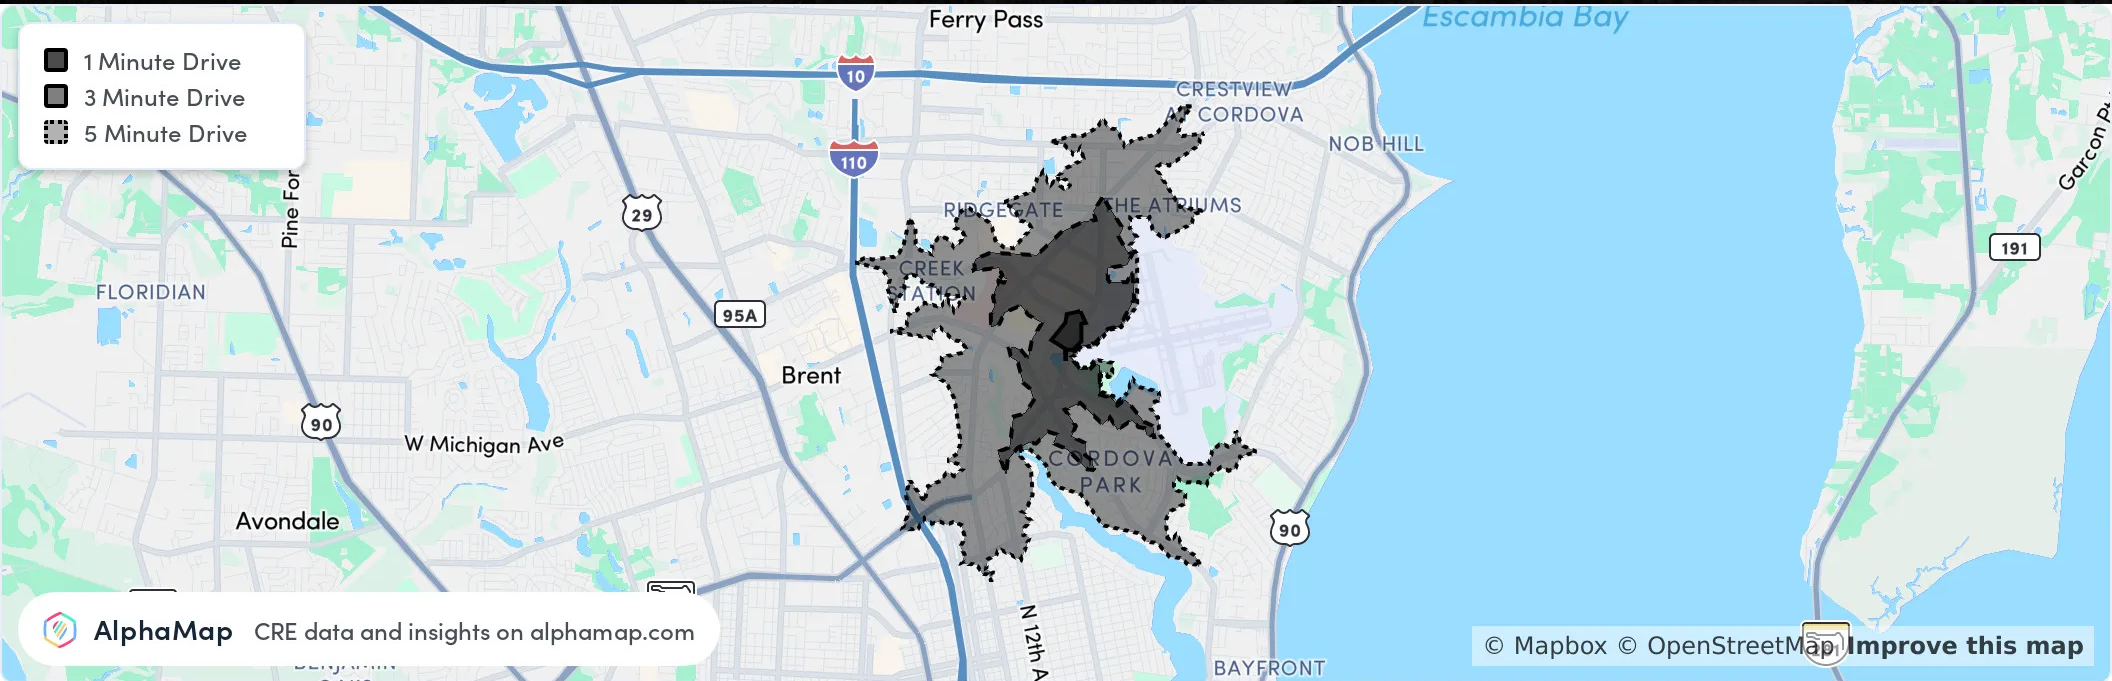 Ferry Pass
Escambia Bay
1 Minute Drive
3 Minute Drive
5 Minute Drive
10
CRESTVIEW
AT CORDOVA
NOB HILL
110
Pine For
29
RIDGEGATE
THE ATRIUMS
Garcon P
191
CREEK
STATION
FLORIDIAN
95A
Brent
90
W Michigan Ave
CORDOVA
PARK
Avondale
90
N 12th A
AlphaMap
CRE data and insights on alphamap.com
© Mapbox © OpenStreetMap Improve this map
BAYFRONT